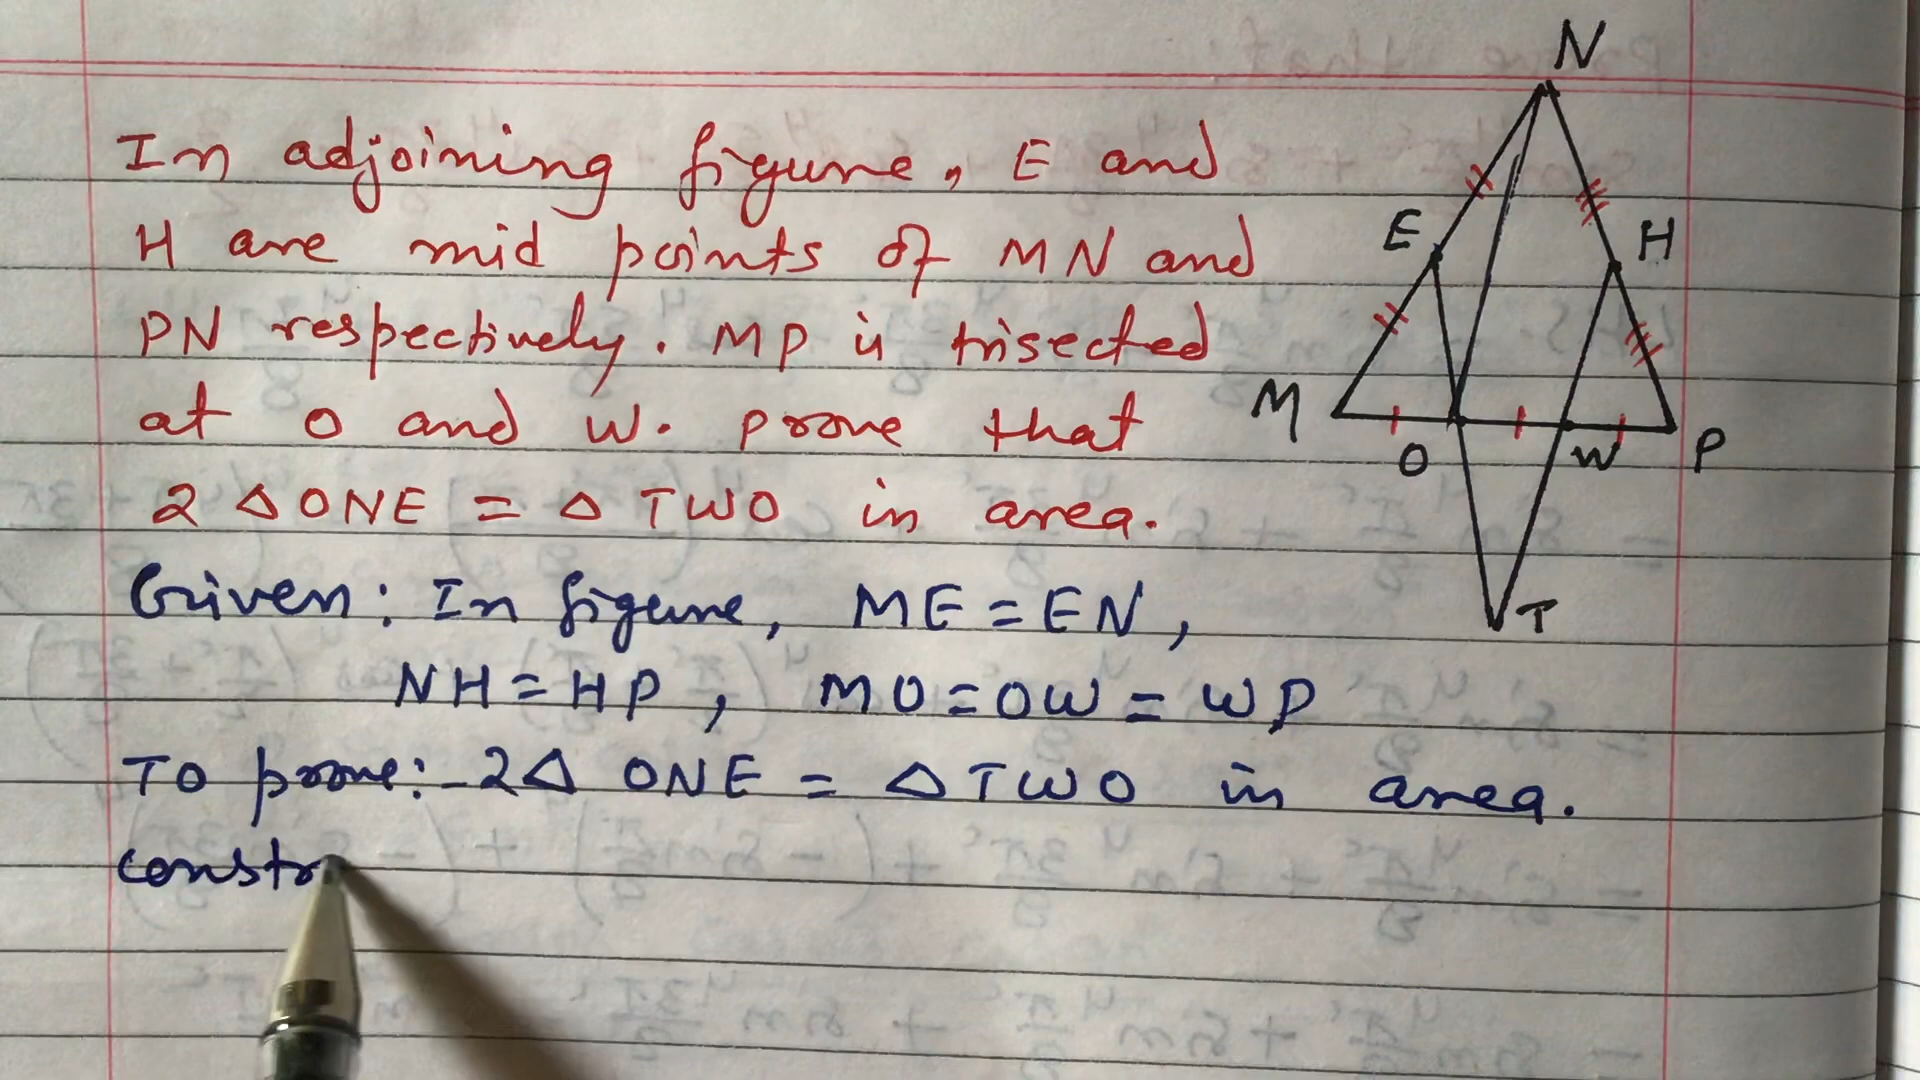 In adjoining figure, E and
H are mid points of MN and
PN respectively. MP is trisected
at O and W. prove that
2 △ ONE = △ TWO in area.
Given: In figure, ME = EN,
NH = HP, MO = OW = WP
To prove:- 2△ ONE = △ TWO in area.
constr
N
E
H
M
O
W
P
T